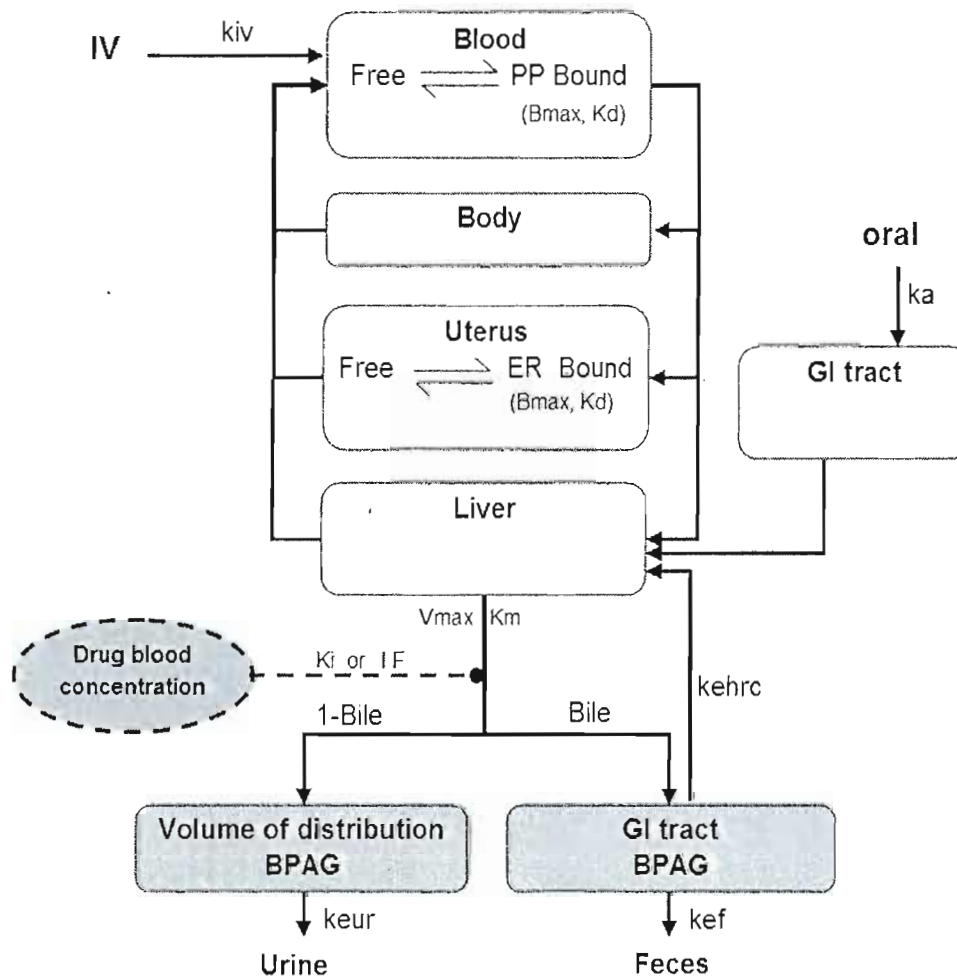 IV
kiv
Blood
Free PP Bound
(Bmax, Kd)
Body
oral
ka
Uterus
Free ER Bound
(Bmax, Kd)
GI tract
Liver
Vmax Km
Drug blood
concentration
Ki or IF
kehrc
1-Bile
Bile
Volume of distribution
BPAG
GI tract
BPAG
keur
kef
Urine
Feces